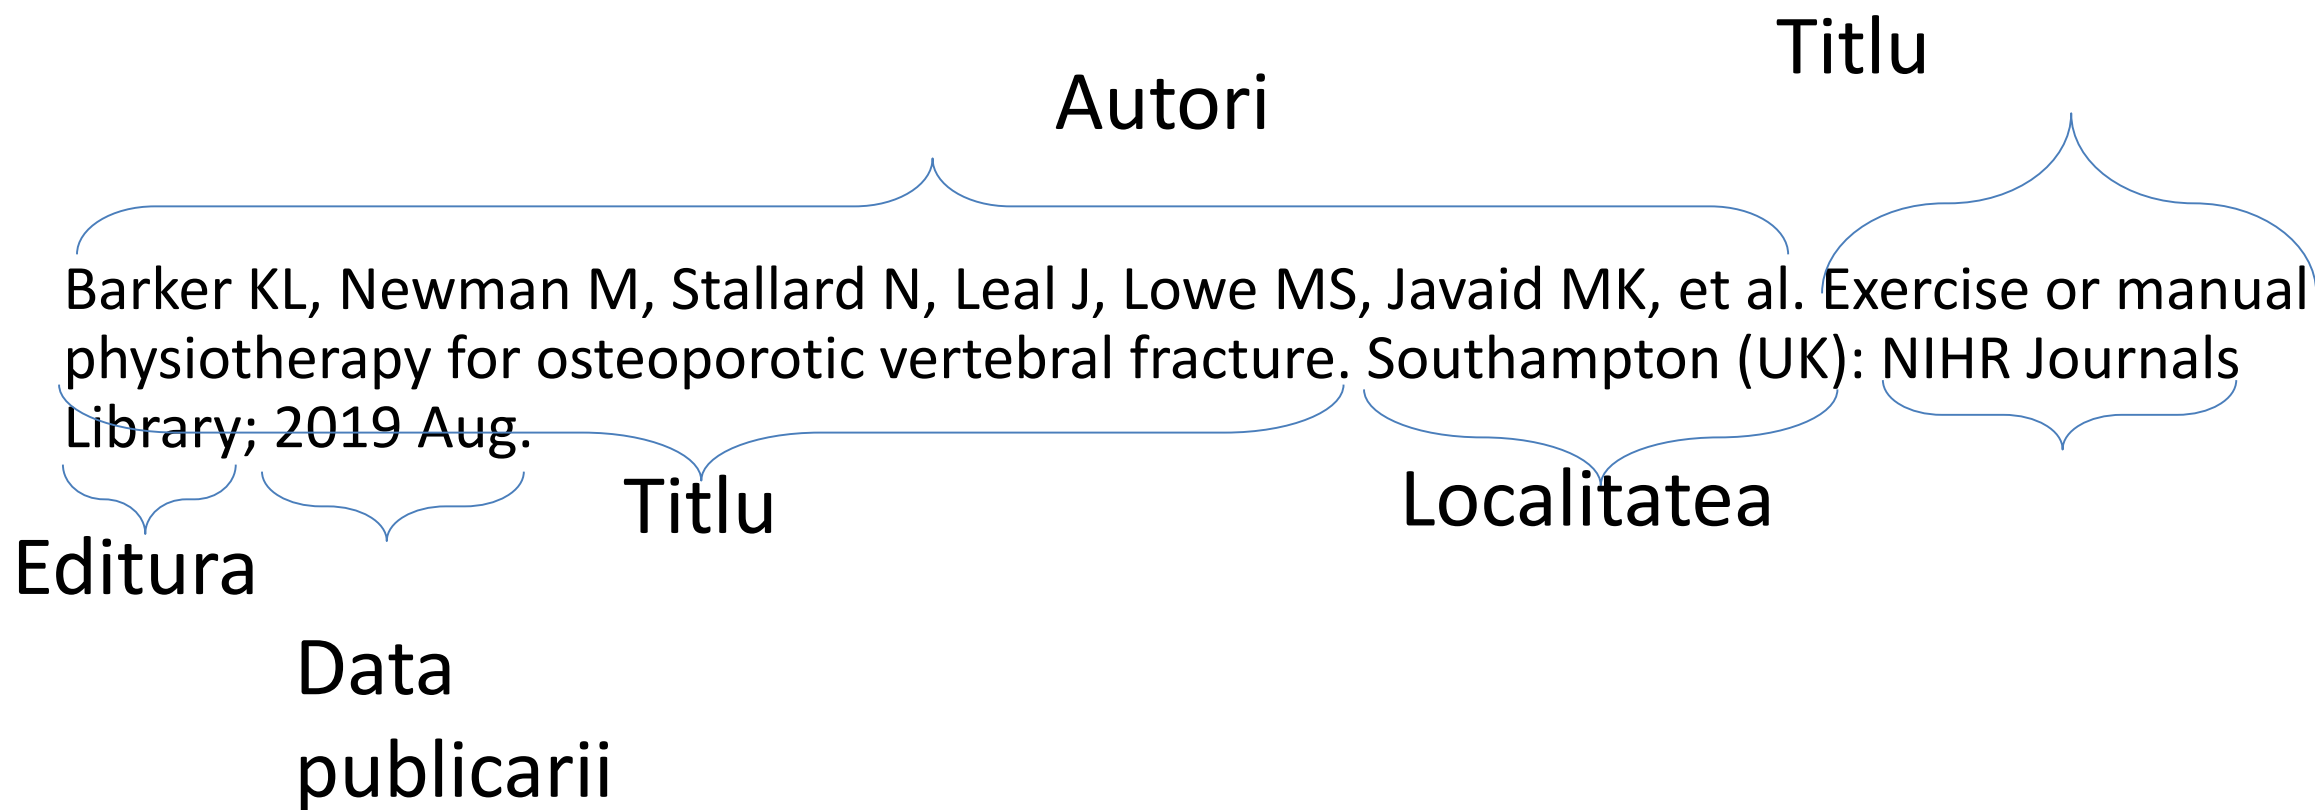 Titlu
Autori
Barker KL, Newman M, Stallard N, Leal J, Lowe MS, Javaid MK, et al. Exercise or manual
physiotherapy for osteoporotic vertebral fracture. Southampton (UK): NIHR Journals
Library; 2019 Aug.
Titlu
Localitatea
Editura
Data
publicarii